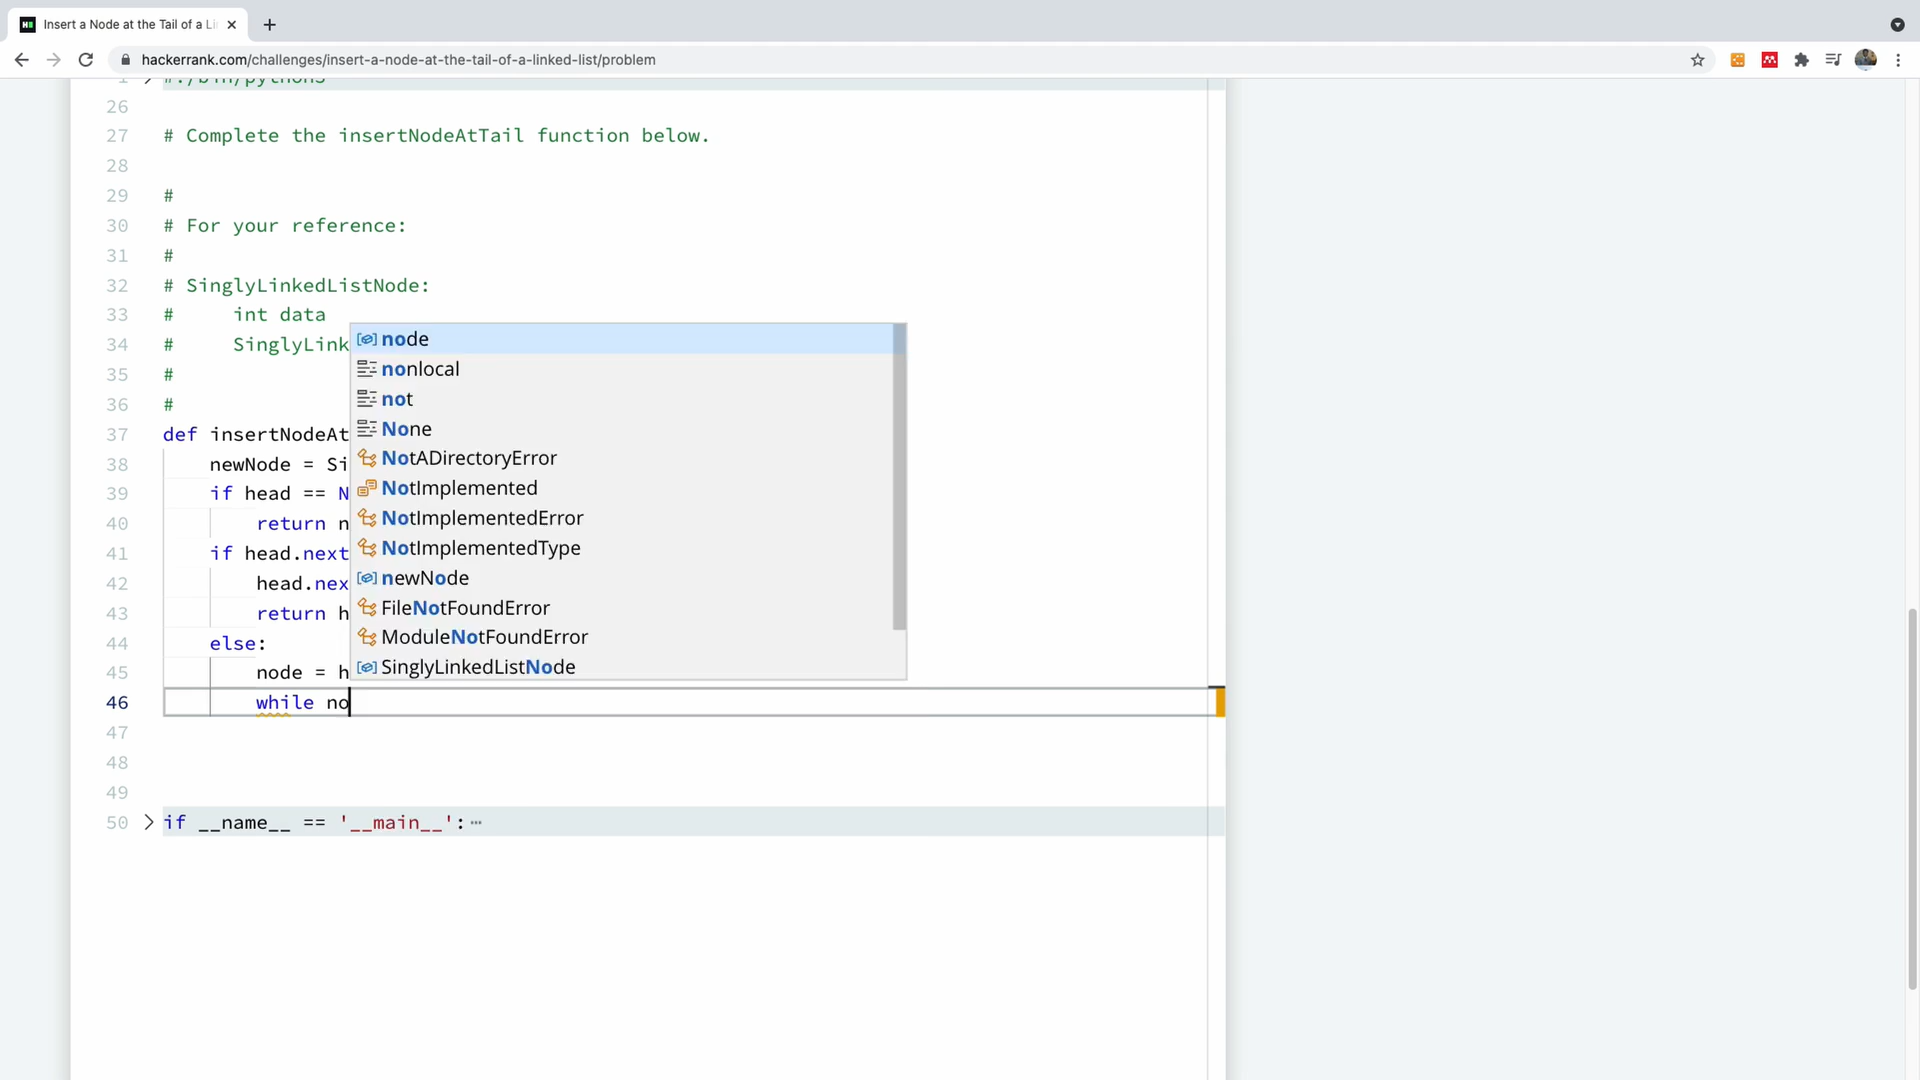 Insert a Node at the Tail of a Li
hackerrank.com/challenges/insert-a-node-at-the-tail-of-a-linked-list/problem
1 #!/bin/python3
26
27 # Complete the insertNodeAtTail function below.
28
29 #
30 # For your reference:
31 #
32 # SinglyLinkedListNode:
33 # int data
34 # SinglyLink
35 #
36 #
37 def insertNodeAt
38 newNode = Si
39 if head == N
40 return n
41 if head.next
42 head.nex
43 return h
44 else:
45 node = h
46 while no
47
48
49
50 if __name__ == '__main__':
node
nonlocal
not
None
NotADirectoryError
NotImplemented
NotImplementedError
NotImplementedType
newNode
FileNotFoundError
ModuleNotFoundError
SinglyLinkedListNode